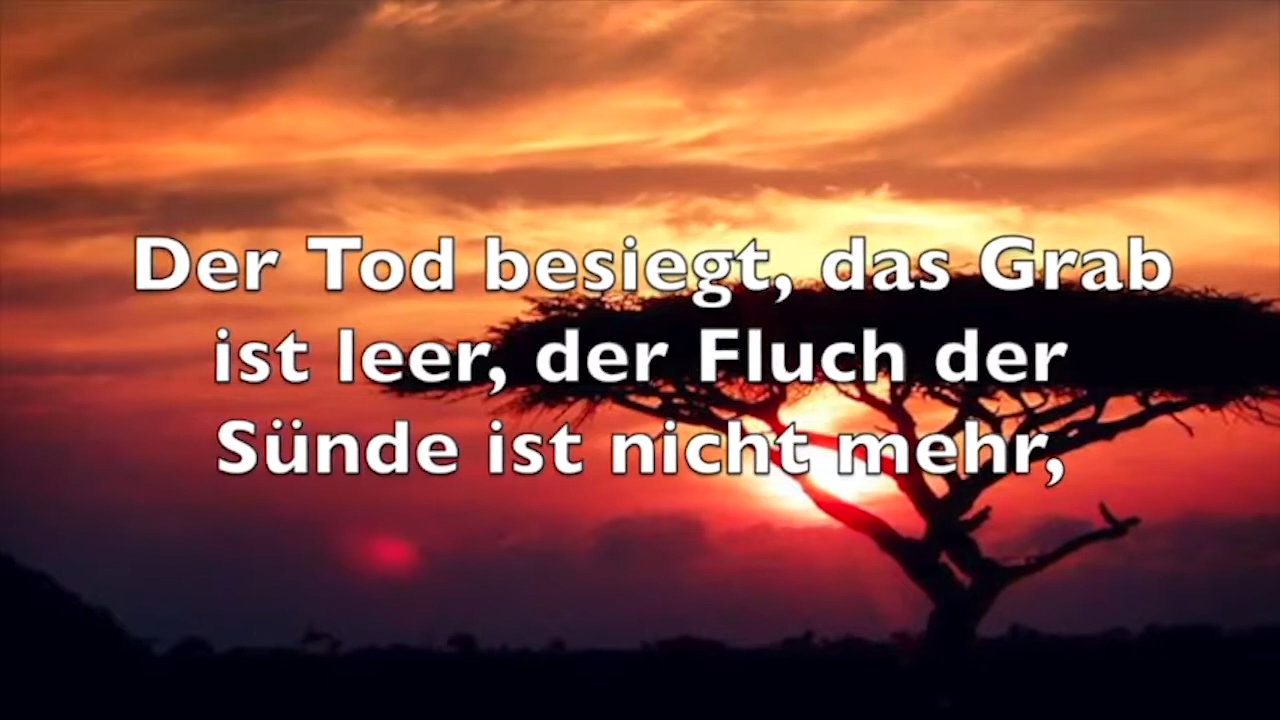 Der Tod besiegt, das Grab
ist leer, der Fluch der
Sünde ist nicht mehr,